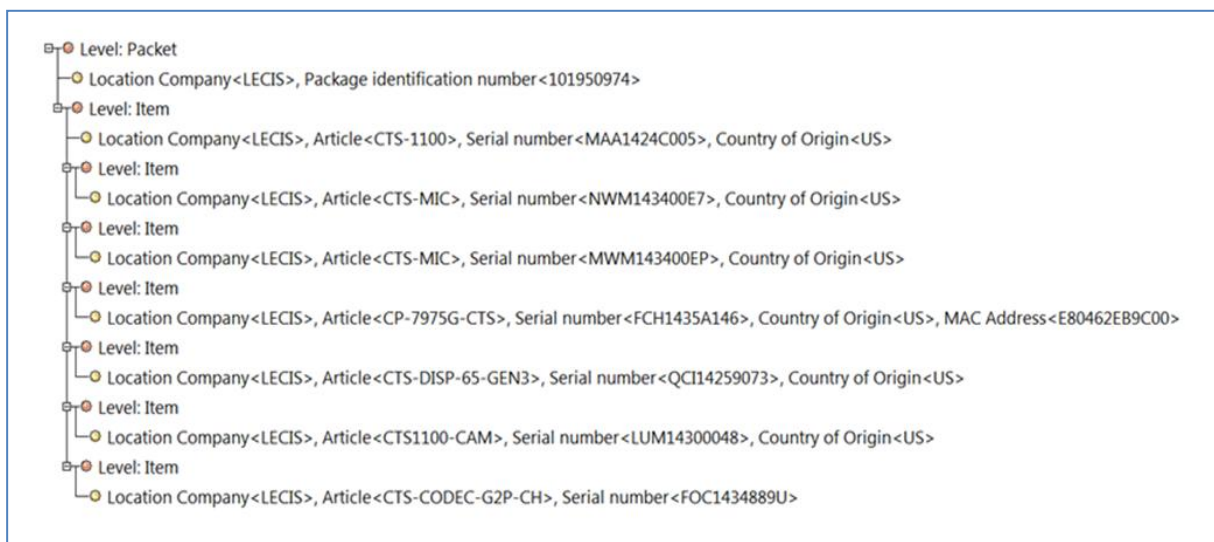 Level: Packet
Location Company<LECIS>, Package identification number<101950974>
Level: Item
Location Company<LECIS>, Article<CTS-1100>, Serial number<MAA1424C005>, Country of Origin<US>
Level: Item
Location Company<LECIS>, Article<CTS-MIC>, Serial number<NWM143400E7>, Country of Origin<US>
Level: Item
Location Company<LECIS>, Article<CTS-MIC>, Serial number<MWM143400EP>, Country of Origin<US>
Level: Item
Location Company<LECIS>, Article<CP-7975G-CTS>, Serial number<FCH1435A146>, Country of Origin<US>, MAC Address<E80462EB9C00>
Level: Item
Location Company<LECIS>, Article<CTS-DISP-65-GEN3>, Serial number<QCI14259073>, Country of Origin<US>
Level: Item
Location Company<LECIS>, Article<CTS1100-CAM>, Serial number<LUM14300048>, Country of Origin<US>
Level: Item
Location Company<LECIS>, Article<CTS-CODEC-G2P-CH>, Serial number<FOC1434889U>